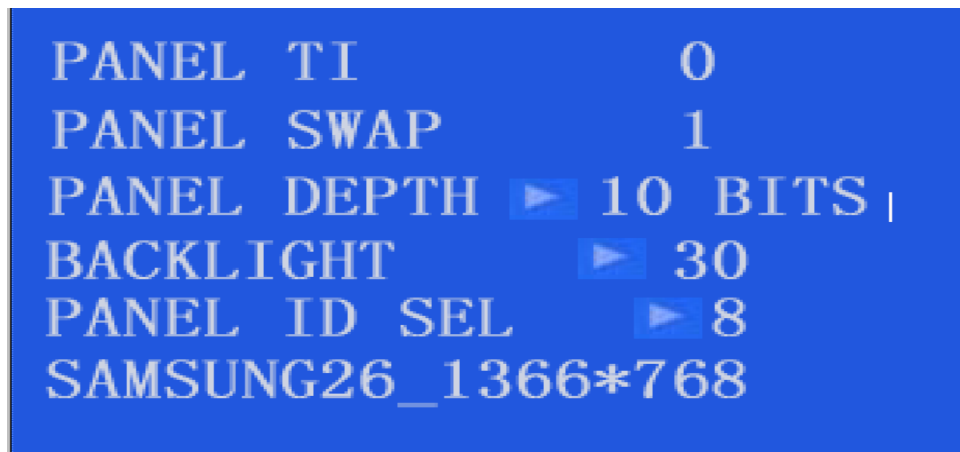 PANEL TI 0
PANEL SWAP 1
PANEL DEPTH 10 BITS
BACKLIGHT 30
PANEL ID SEL 8
SAMSUNG26_1366*768